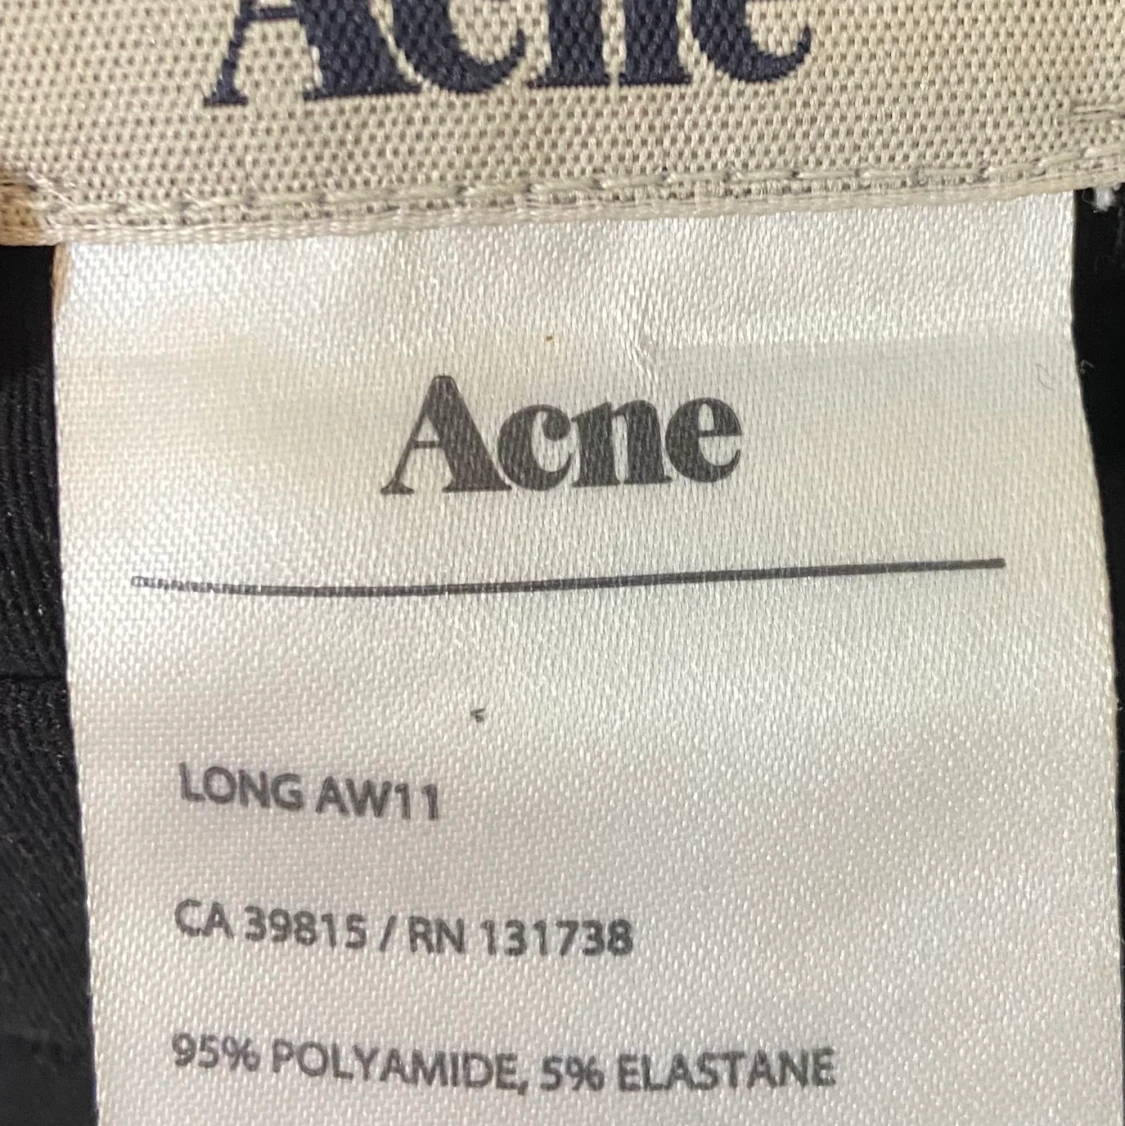 Acne
Acne
LONG AW11
CA 39815 / RN 131738
95% POLYAMIDE, 5% ELASTANE